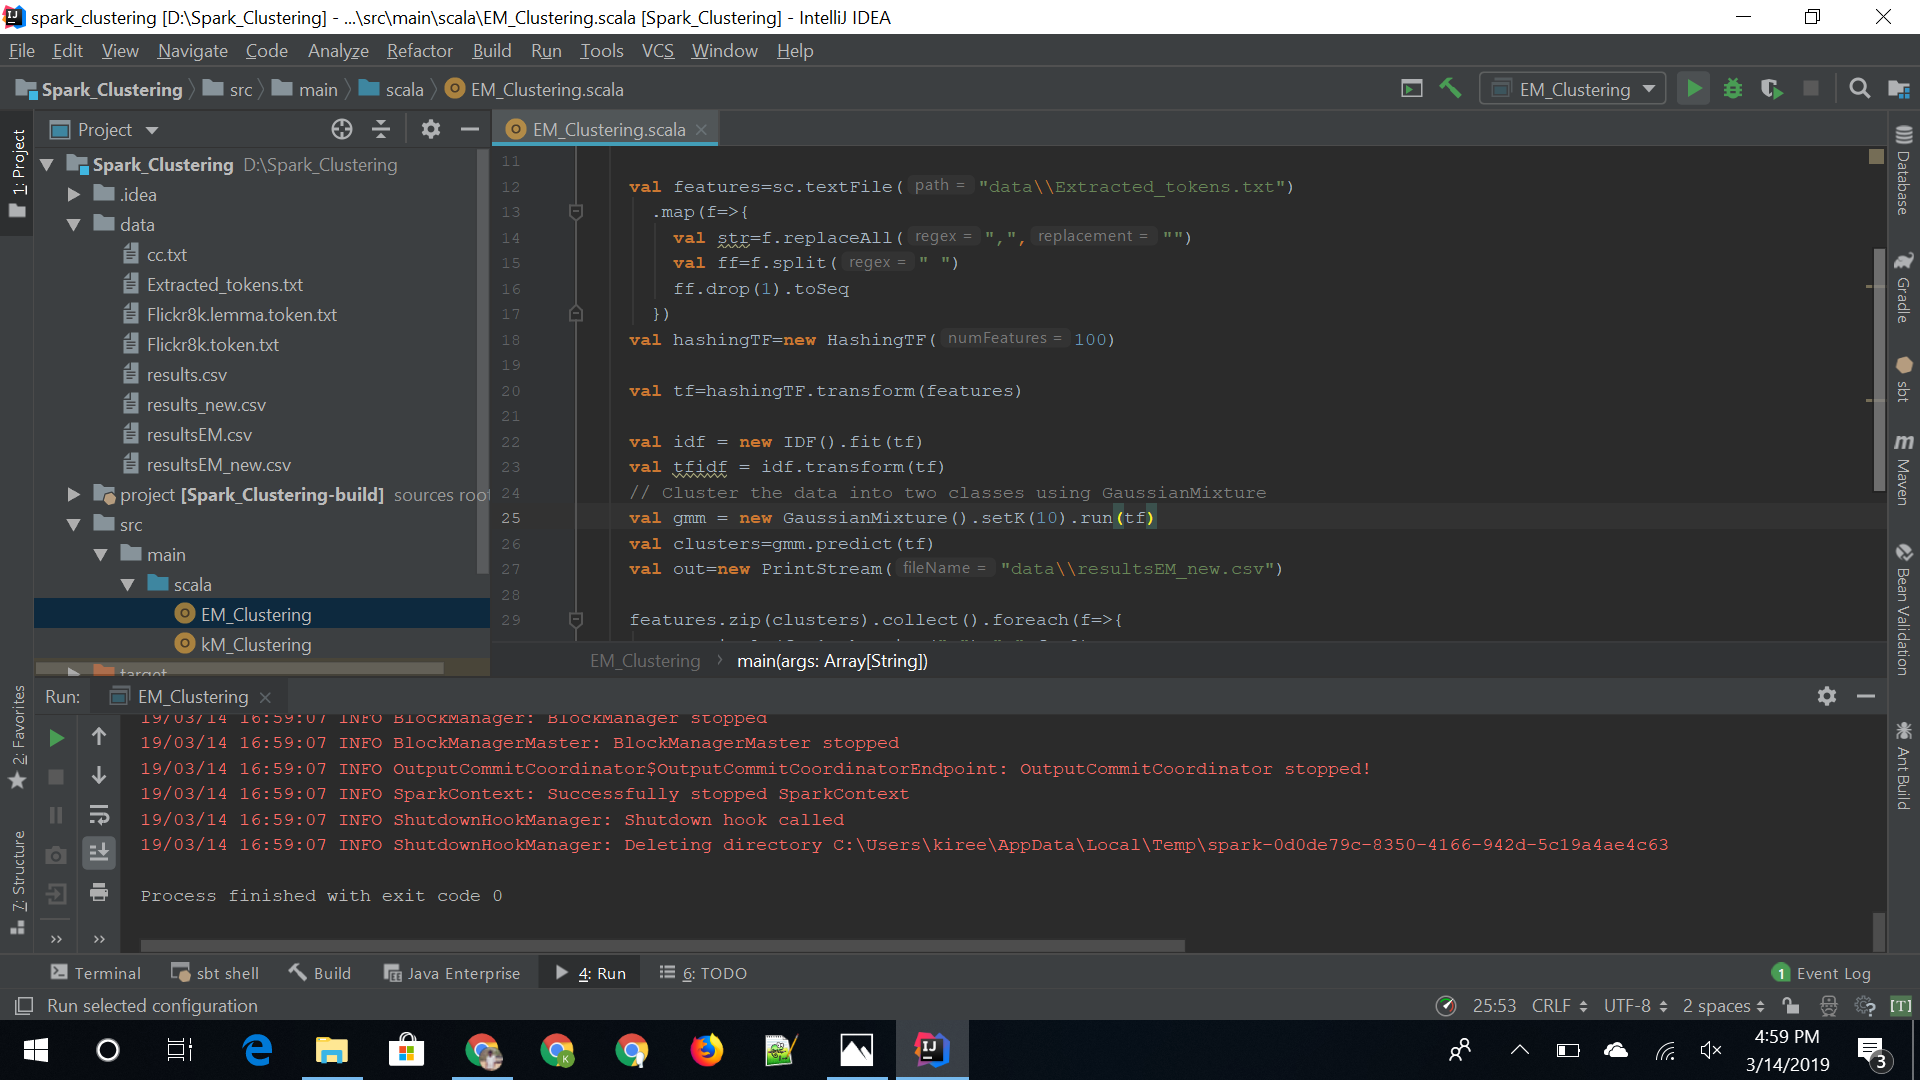 spark_clustering [D:\Spark_Clustering] - ...\src\main\scala\EM_Clustering.scala [Spark_Clustering] - IntelliJ IDEA
File Edit View Navigate Code Analyze Refactor Build Run Tools VCS Window Help
Spark_Clustering src main scala EM_Clustering.scala
EM_Clustering
Project
EM_Clustering.scala
1: Project
Spark_Clustering D:\Spark_Clustering
.idea
data
cc.txt
Extracted_tokens.txt
Flickr8k.lemma.token.txt
Flickr8k.token.txt
results.csv
results_new.csv
resultsEM.csv
resultsEM_new.csv
project [Spark_Clustering-build] sources root
src
main
scala
EM_Clustering
kM_Clustering
target
11
12 val features=sc.textFile( path = "data\\Extracted_tokens.txt")
13 .map(f=>{
14 val str=f.replaceAll( regex = ",", replacement = "")
15 val ff=f.split( regex = " ")
16 ff.drop(1).toSeq
17 })
18 val hashingTF=new HashingTF( numFeatures = 100)
19
20 val tf=hashingTF.transform(features)
21
22 val idf = new IDF().fit(tf)
23 val tfidf = idf.transform(tf)
24 // Cluster the data into two classes using GaussianMixture
25 val gmm = new GaussianMixture().setK(10).run(tf)
26 val clusters=gmm.predict(tf)
27 val out=new PrintStream( fileName = "data\\resultsEM_new.csv")
28
29 features.zip(clusters).collect().foreach(f=>{
EM_Clustering main(args: Array[String])
Database
Gradle
sbt
m Maven
Bean Validation
Ant Build
2: Favorites
7: Structure
Run: EM_Clustering
19/03/14 16:59:07 INFO BlockManager: BlockManager stopped
19/03/14 16:59:07 INFO BlockManagerMaster: BlockManagerMaster stopped
19/03/14 16:59:07 INFO OutputCommitCoordinator$OutputCommitCoordinatorEndpoint: OutputCommitCoordinator stopped!
19/03/14 16:59:07 INFO SparkContext: Successfully stopped SparkContext
19/03/14 16:59:07 INFO ShutdownHookManager: Shutdown hook called
19/03/14 16:59:07 INFO ShutdownHookManager: Deleting directory C:\Users\kiree\AppData\Local\Temp\spark-0d0de79c-8350-4166-942d-5c19a4ae4c63
Process finished with exit code 0
Terminal sbt shell Build Java Enterprise 4: Run 6: TODO 1 Event Log
Run selected configuration 25:53 CRLF UTF-8 2 spaces [T]
4:59 PM
3/14/2019
3